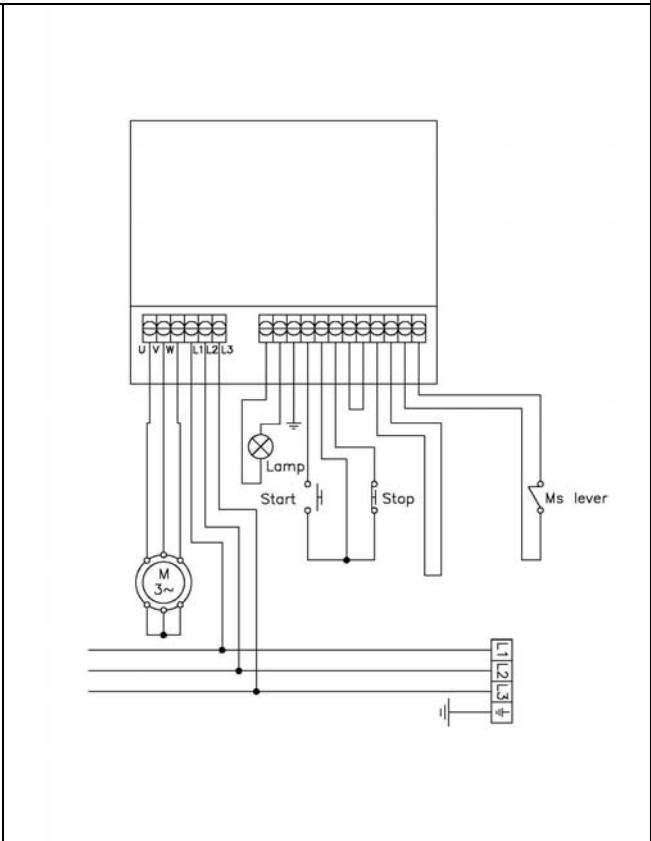 U V W L1 L2 L3
Lamp
Start
Stop
Ms lever
M
3~
L1
L2
L3